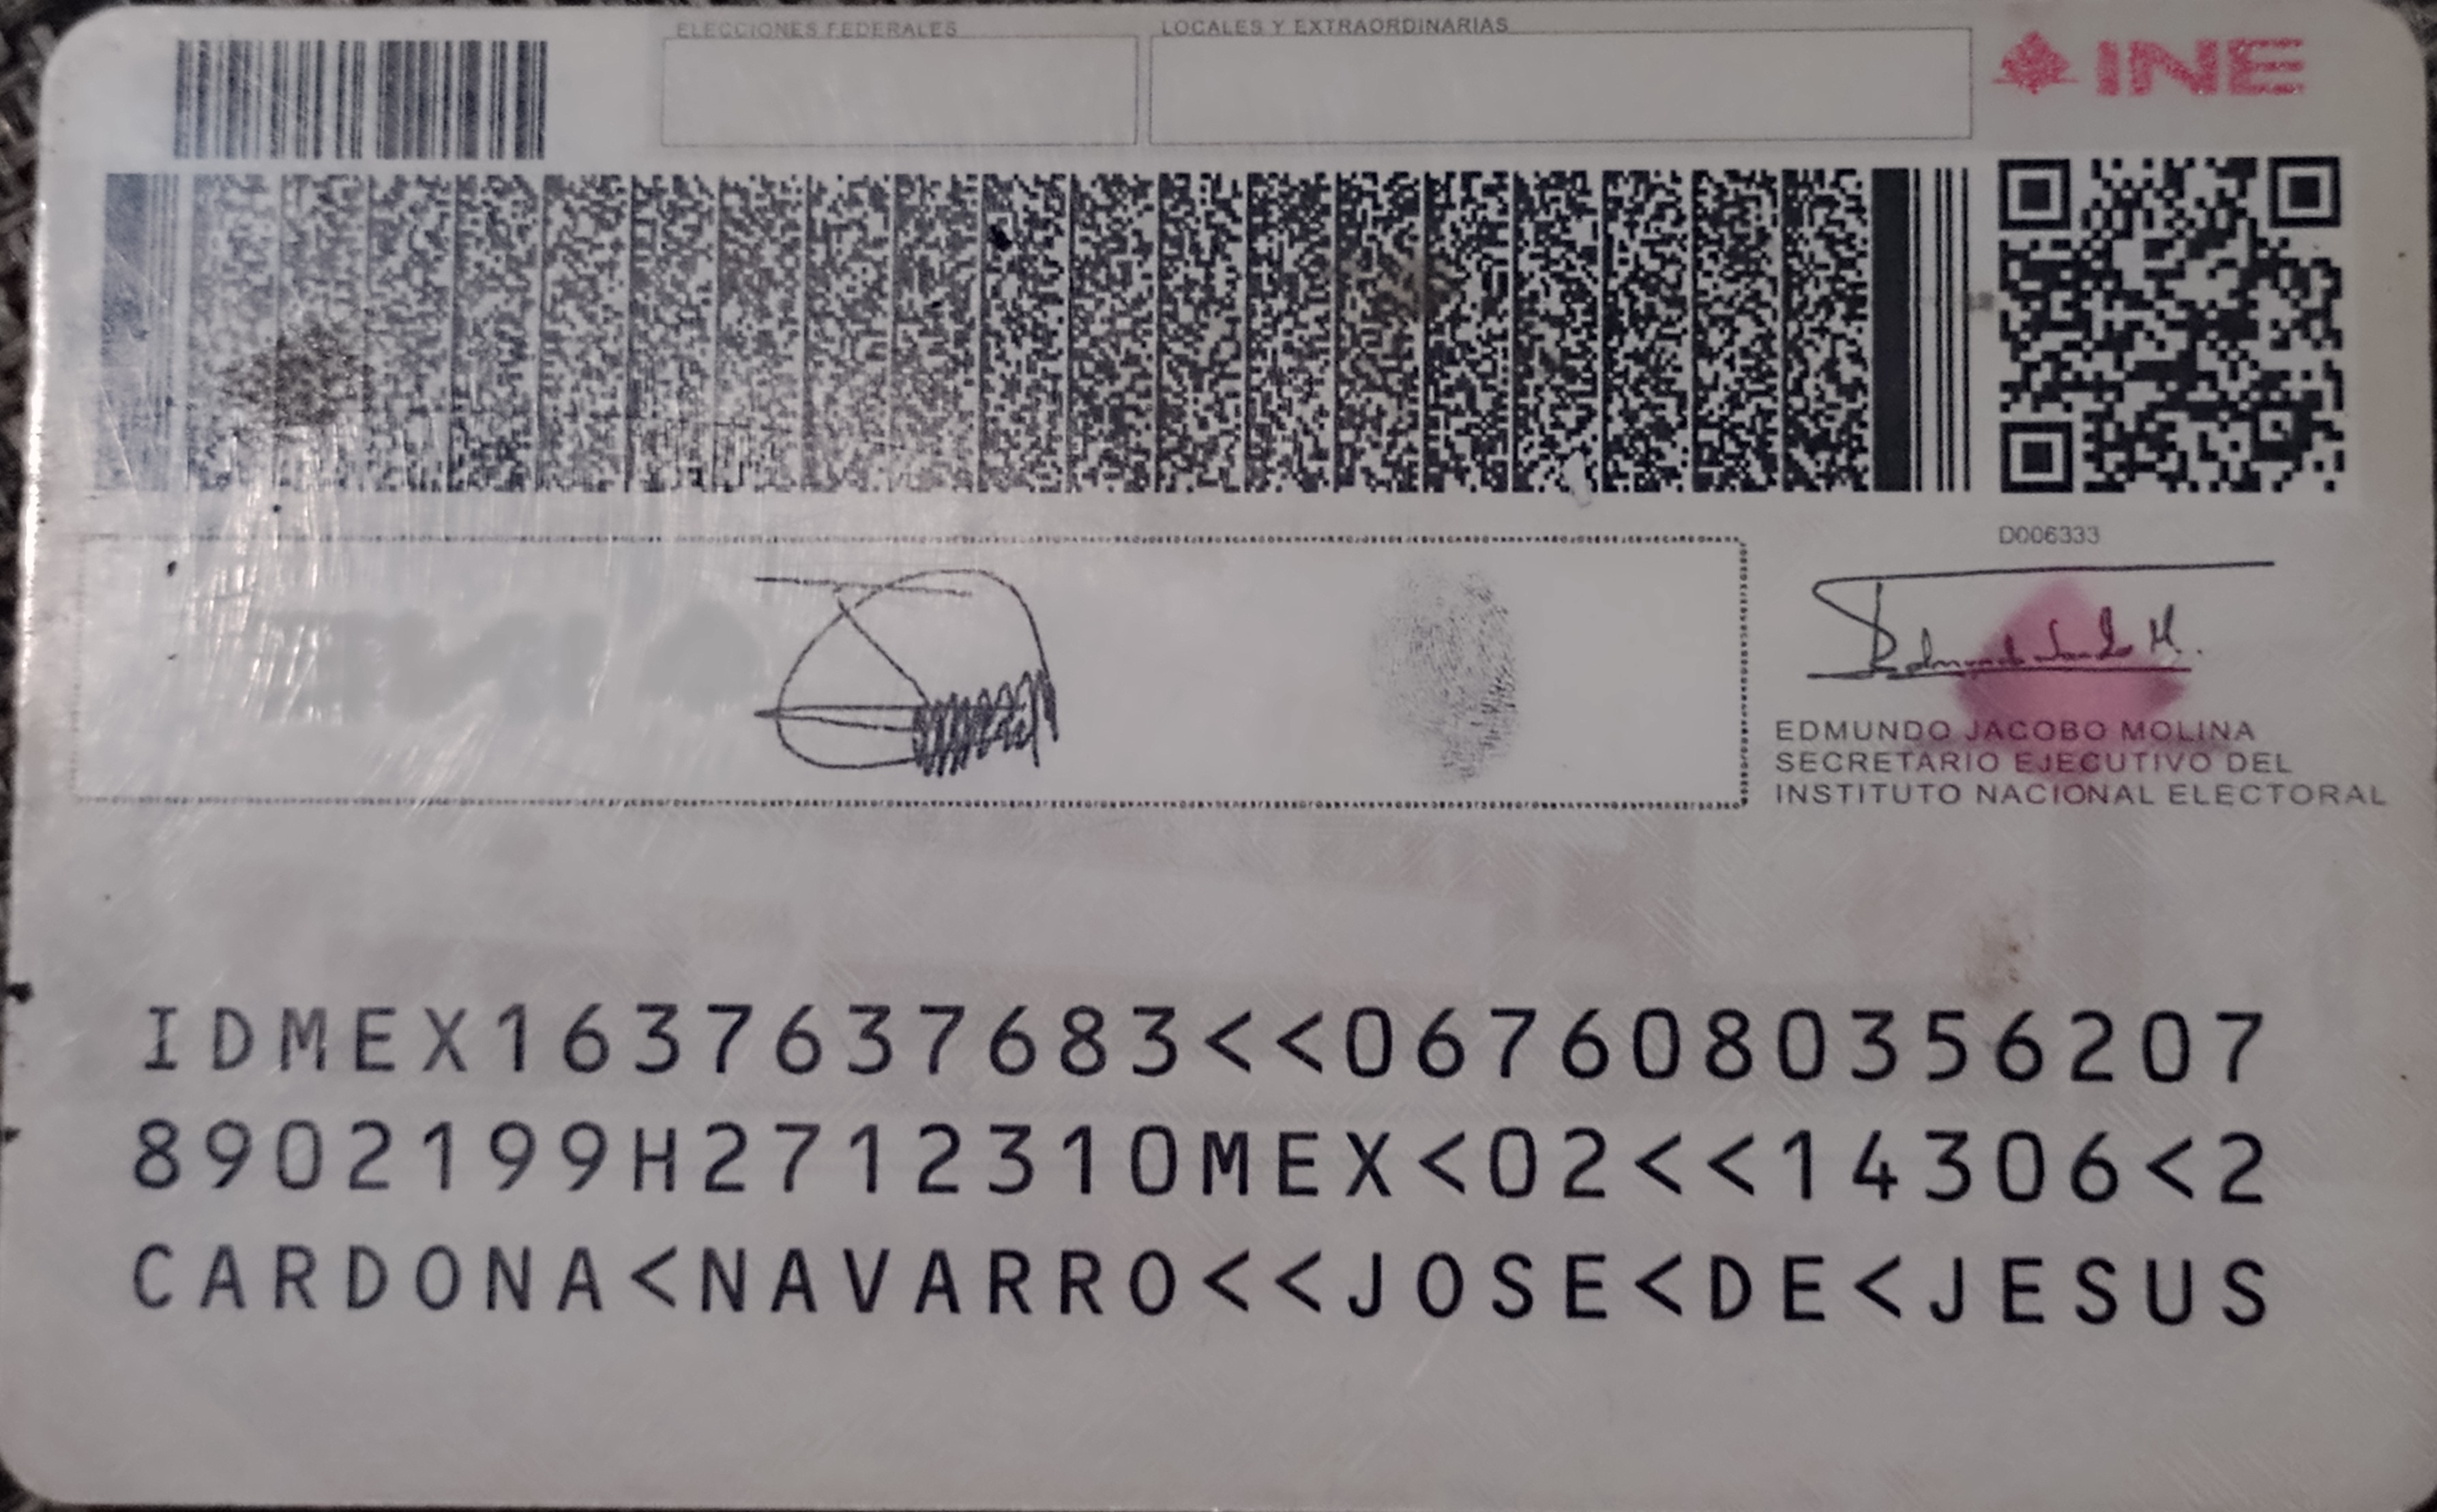 ELECCIONES FEDERALES
LOCALES Y EXTRAORDINARIAS
INE
D006333
EDMUNDO JACOBO MOLINA
SECRETARIO EJECUTIVO DEL
INSTITUTO NACIONAL ELECTORAL
IDMEX1637637683<<0676080356207
8902199H2712310MEX<02<<14306<2
CARDONA<NAVARRO<<JOSE<DE<JESUS